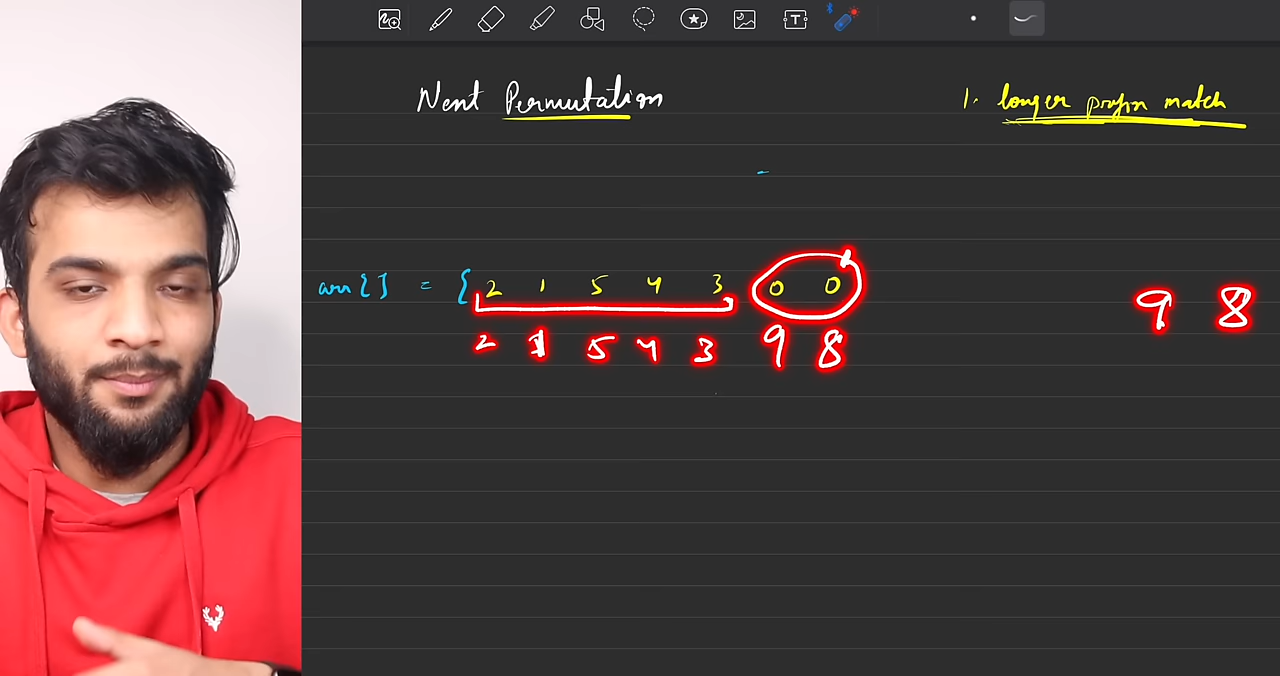 Next Permutation
1. longer prefix match
arr[] = { 2 1 5 4 3 0 0
2 1 5 4 3 9 8
9 8